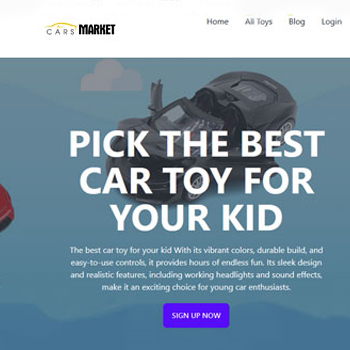 CARS MARKET
Home All Toys Blog Login
PICK THE BEST
CAR TOY FOR
YOUR KID
The best car toy for your kid With its vibrant colors, durable build, and
easy-to-use controls, it provides hours of endless fun. Its sleek design
and realistic features, including working headlights and sound effects,
make it an exciting choice for young car enthusiasts.
SIGN UP NOW